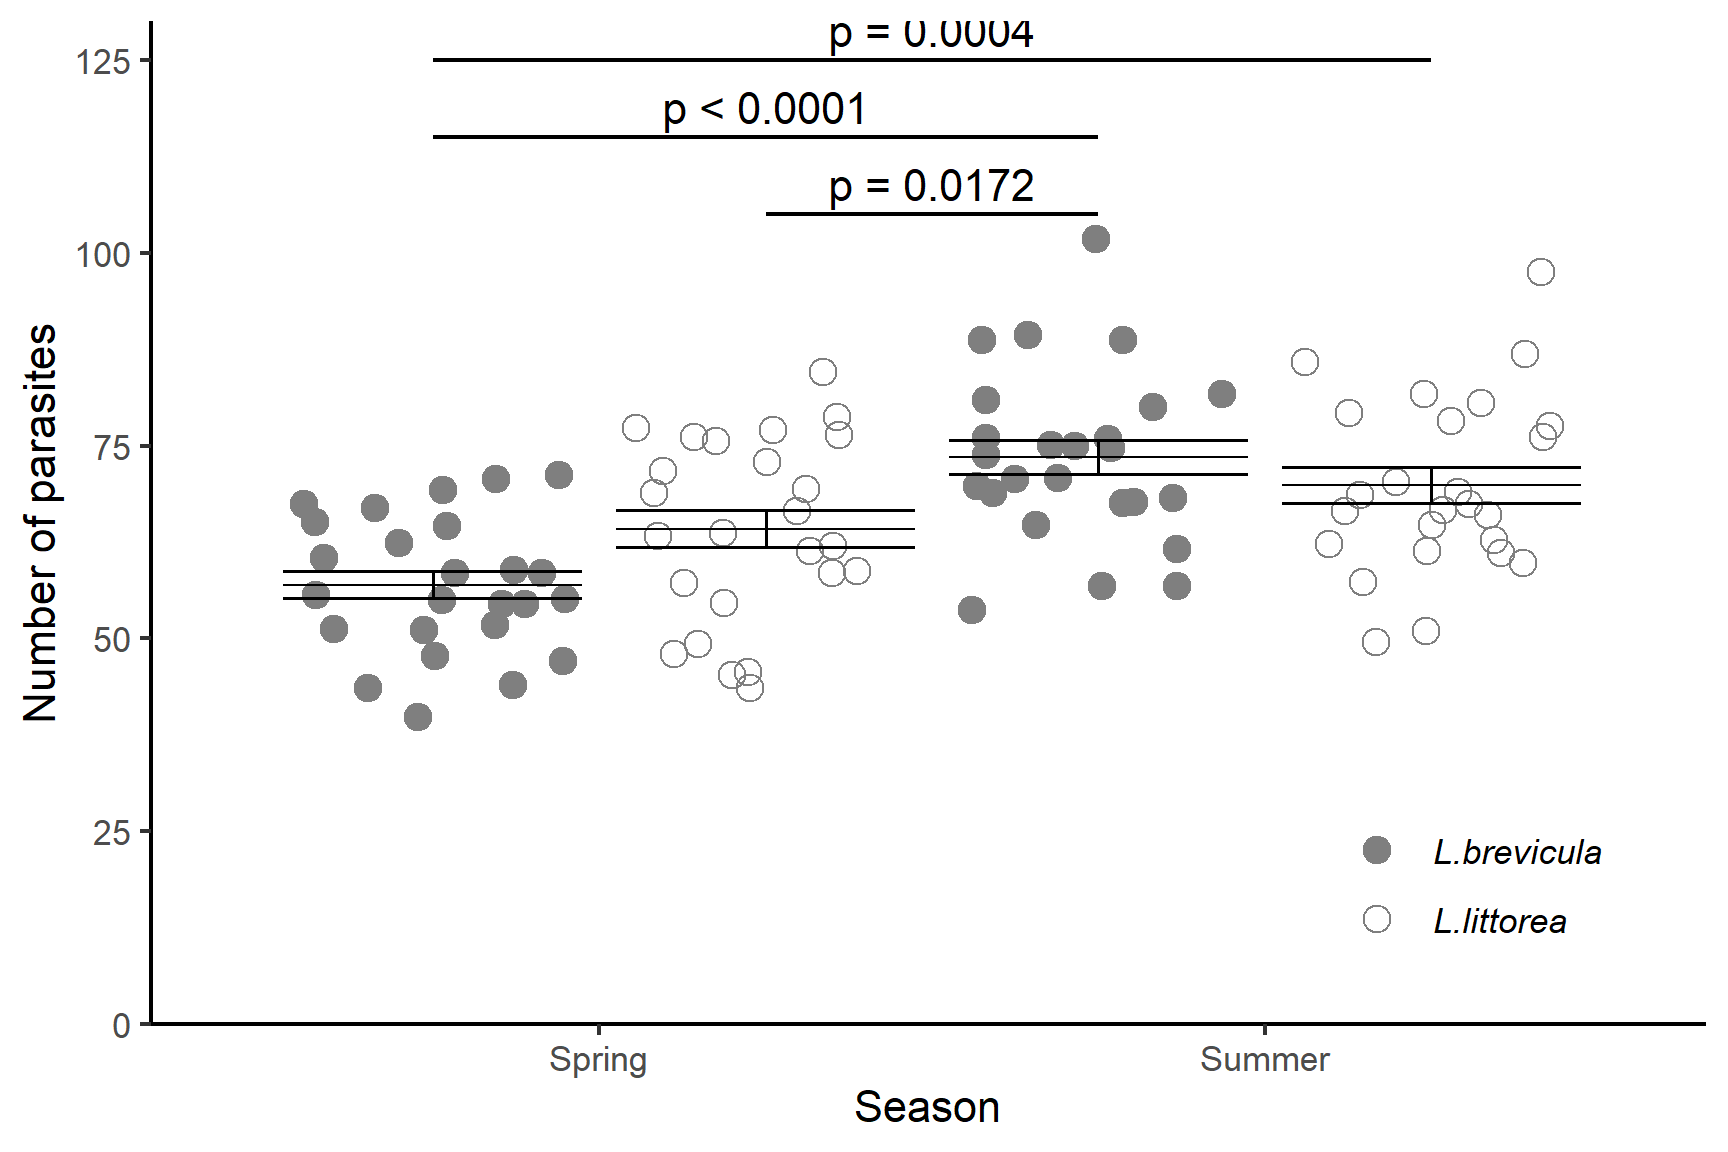 p = 0.0004
p < 0.0001
p = 0.0172
125
100
75
50
25
0
Number of parasites
L.brevicula
L.littorea
Spring
Summer
Season